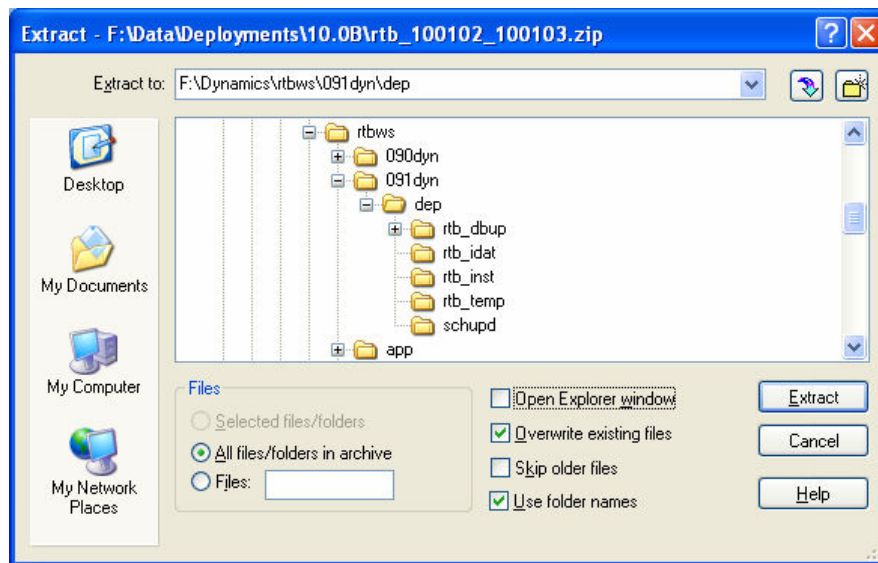 Extract - F:\Data\Deployments\10.0B\rtb_100102_100103.zip
Extract to: F:\Dynamics\rtbws\091dyn\dep
Desktop
My Documents
My Computer
My Network
Places
rtbws
090dyn
091dyn
dep
rtb_dbup
rtb_idat
rtb_inst
rtb_temp
schupd
app
Files
Selected files/folders
All files/folders in archive
Files:
Open Explorer window
Overwrite existing files
Skip older files
Use folder names
Extract
Cancel
Help